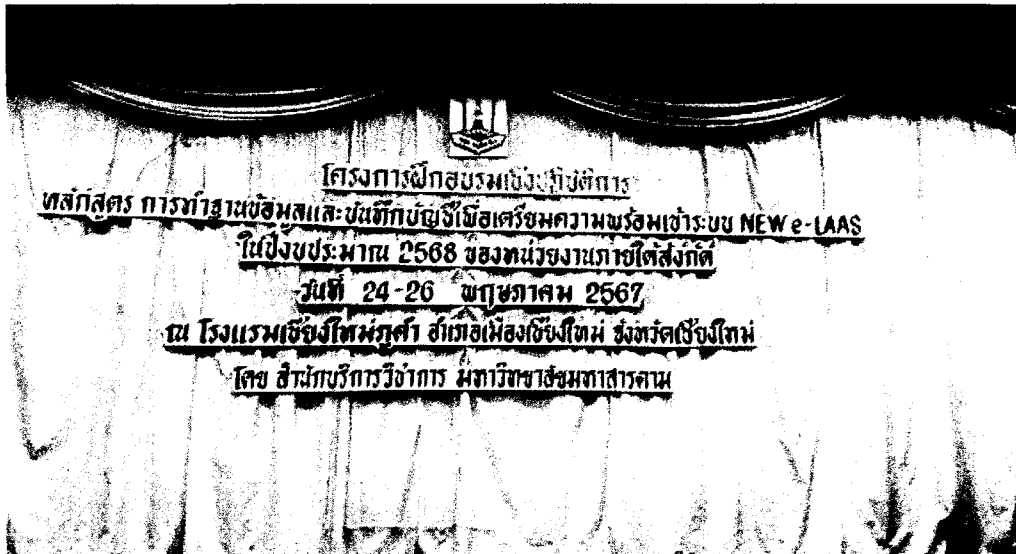 โครงการฝึกอบรมเชิงปฏิบัติการ
หลักสูตร การทำฐานข้อมูลและบันทึกบัญชีเพื่อเตรียมความพร้อมเข้าระบบ NEW e-LAAS
ในปีงบประมาณ 2568 ของหน่วยงานภายใต้สังกัด
วันที่ 24-26 พฤษภาคม 2567
ณ โรงแรมเชียงใหม่ภูคำ อำเภอเมืองเชียงใหม่ จังหวัดเชียงใหม่
โดย สำนักบริการวิชาการ มหาวิทยาลัยมหาสารคาม